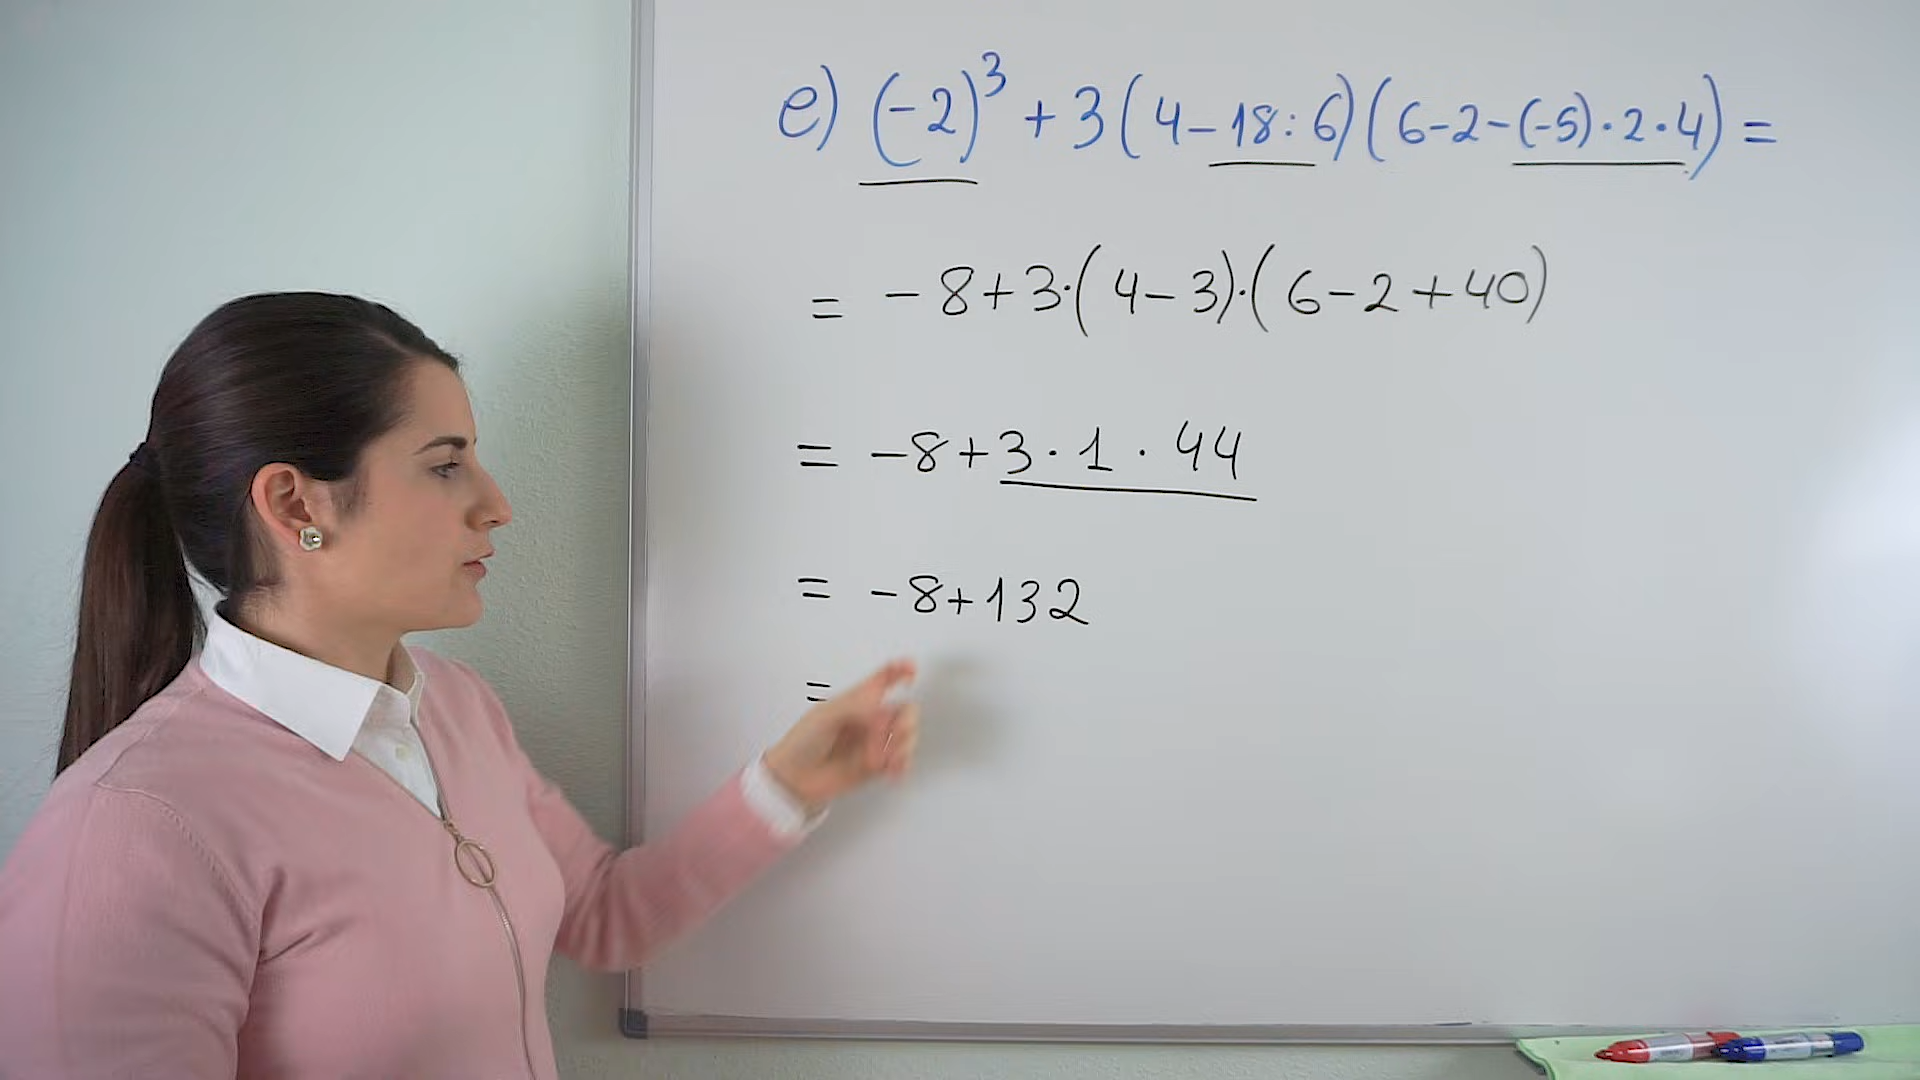 e) (-2)³ + 3(4-18:6)(6-2-(-5)·2·4) =
= -8+3·(4-3)·(6-2+40)
= -8+3·1·44
= -8+132
=